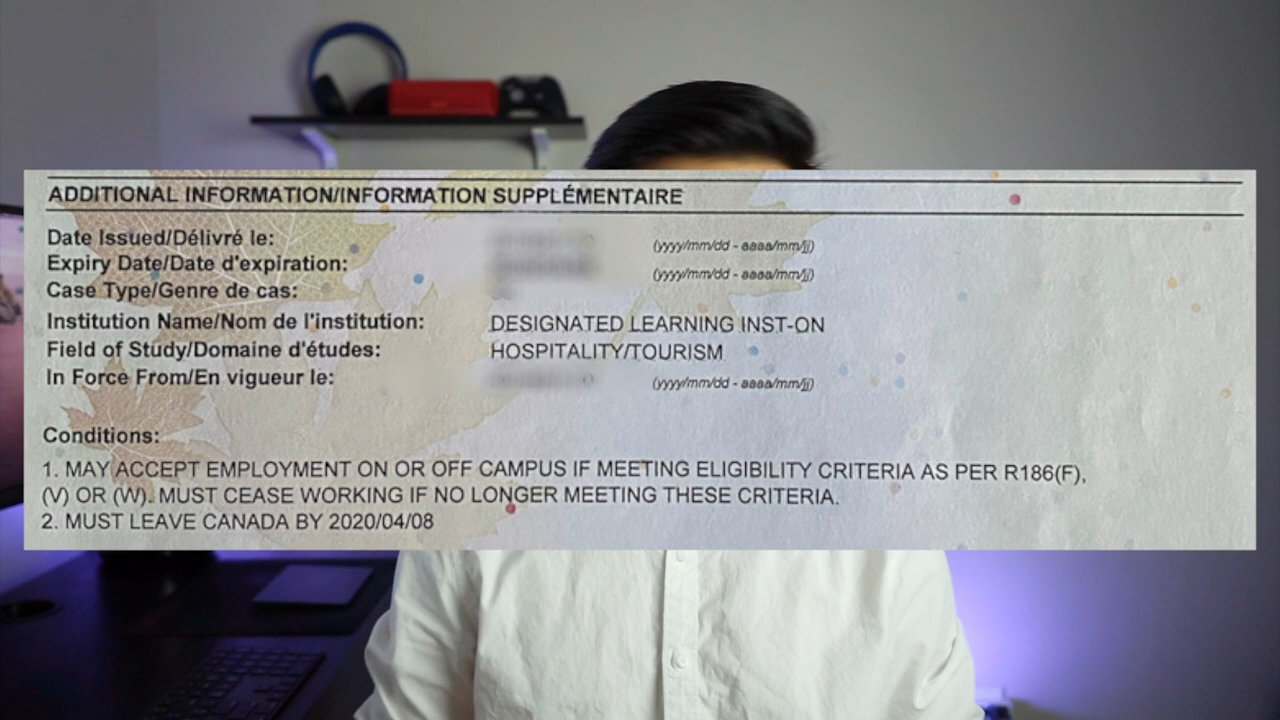 ADDITIONAL INFORMATION/INFORMATION SUPPLÉMENTAIRE
Date Issued/Délivré le: (yyyy/mm/dd - aaaa/mm/jj)
Expiry Date/Date d'expiration: (yyyy/mm/dd - aaaa/mm/jj)
Case Type/Genre de cas:
Institution Name/Nom de l'institution: DESIGNATED LEARNING INST-ON
Field of Study/Domaine d'études: HOSPITALITY/TOURISM
In Force From/En vigueur le: (yyyy/mm/dd - aaaa/mm/jj)
Conditions:
1. MAY ACCEPT EMPLOYMENT ON OR OFF CAMPUS IF MEETING ELIGIBILITY CRITERIA AS PER R186(F),
(V) OR (W). MUST CEASE WORKING IF NO LONGER MEETING THESE CRITERIA.
2. MUST LEAVE CANADA BY 2020/04/08